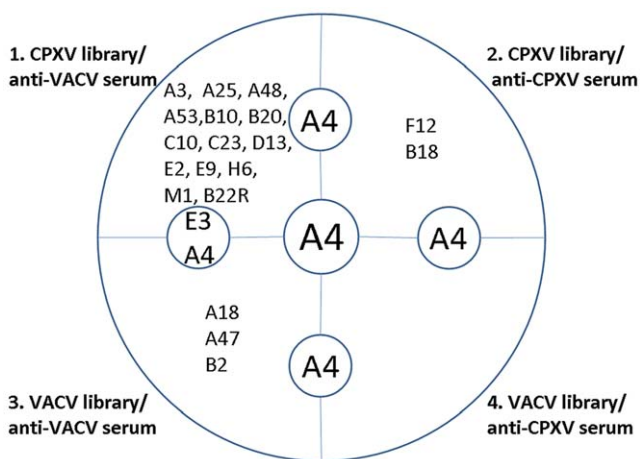 1. CPXV library/
anti-VACV serum
2. CPXV library/
anti-CPXV serum
A3, A25, A48,
A53,B10, B20,
C10, C23, D13,
E2, E9, H6,
M1, B22R
A4
F12
B18
E3
A4
A4
A4
A18
A47
B2
A4
3. VACV library/
anti-VACV serum
4. VACV library/
anti-CPXV serum